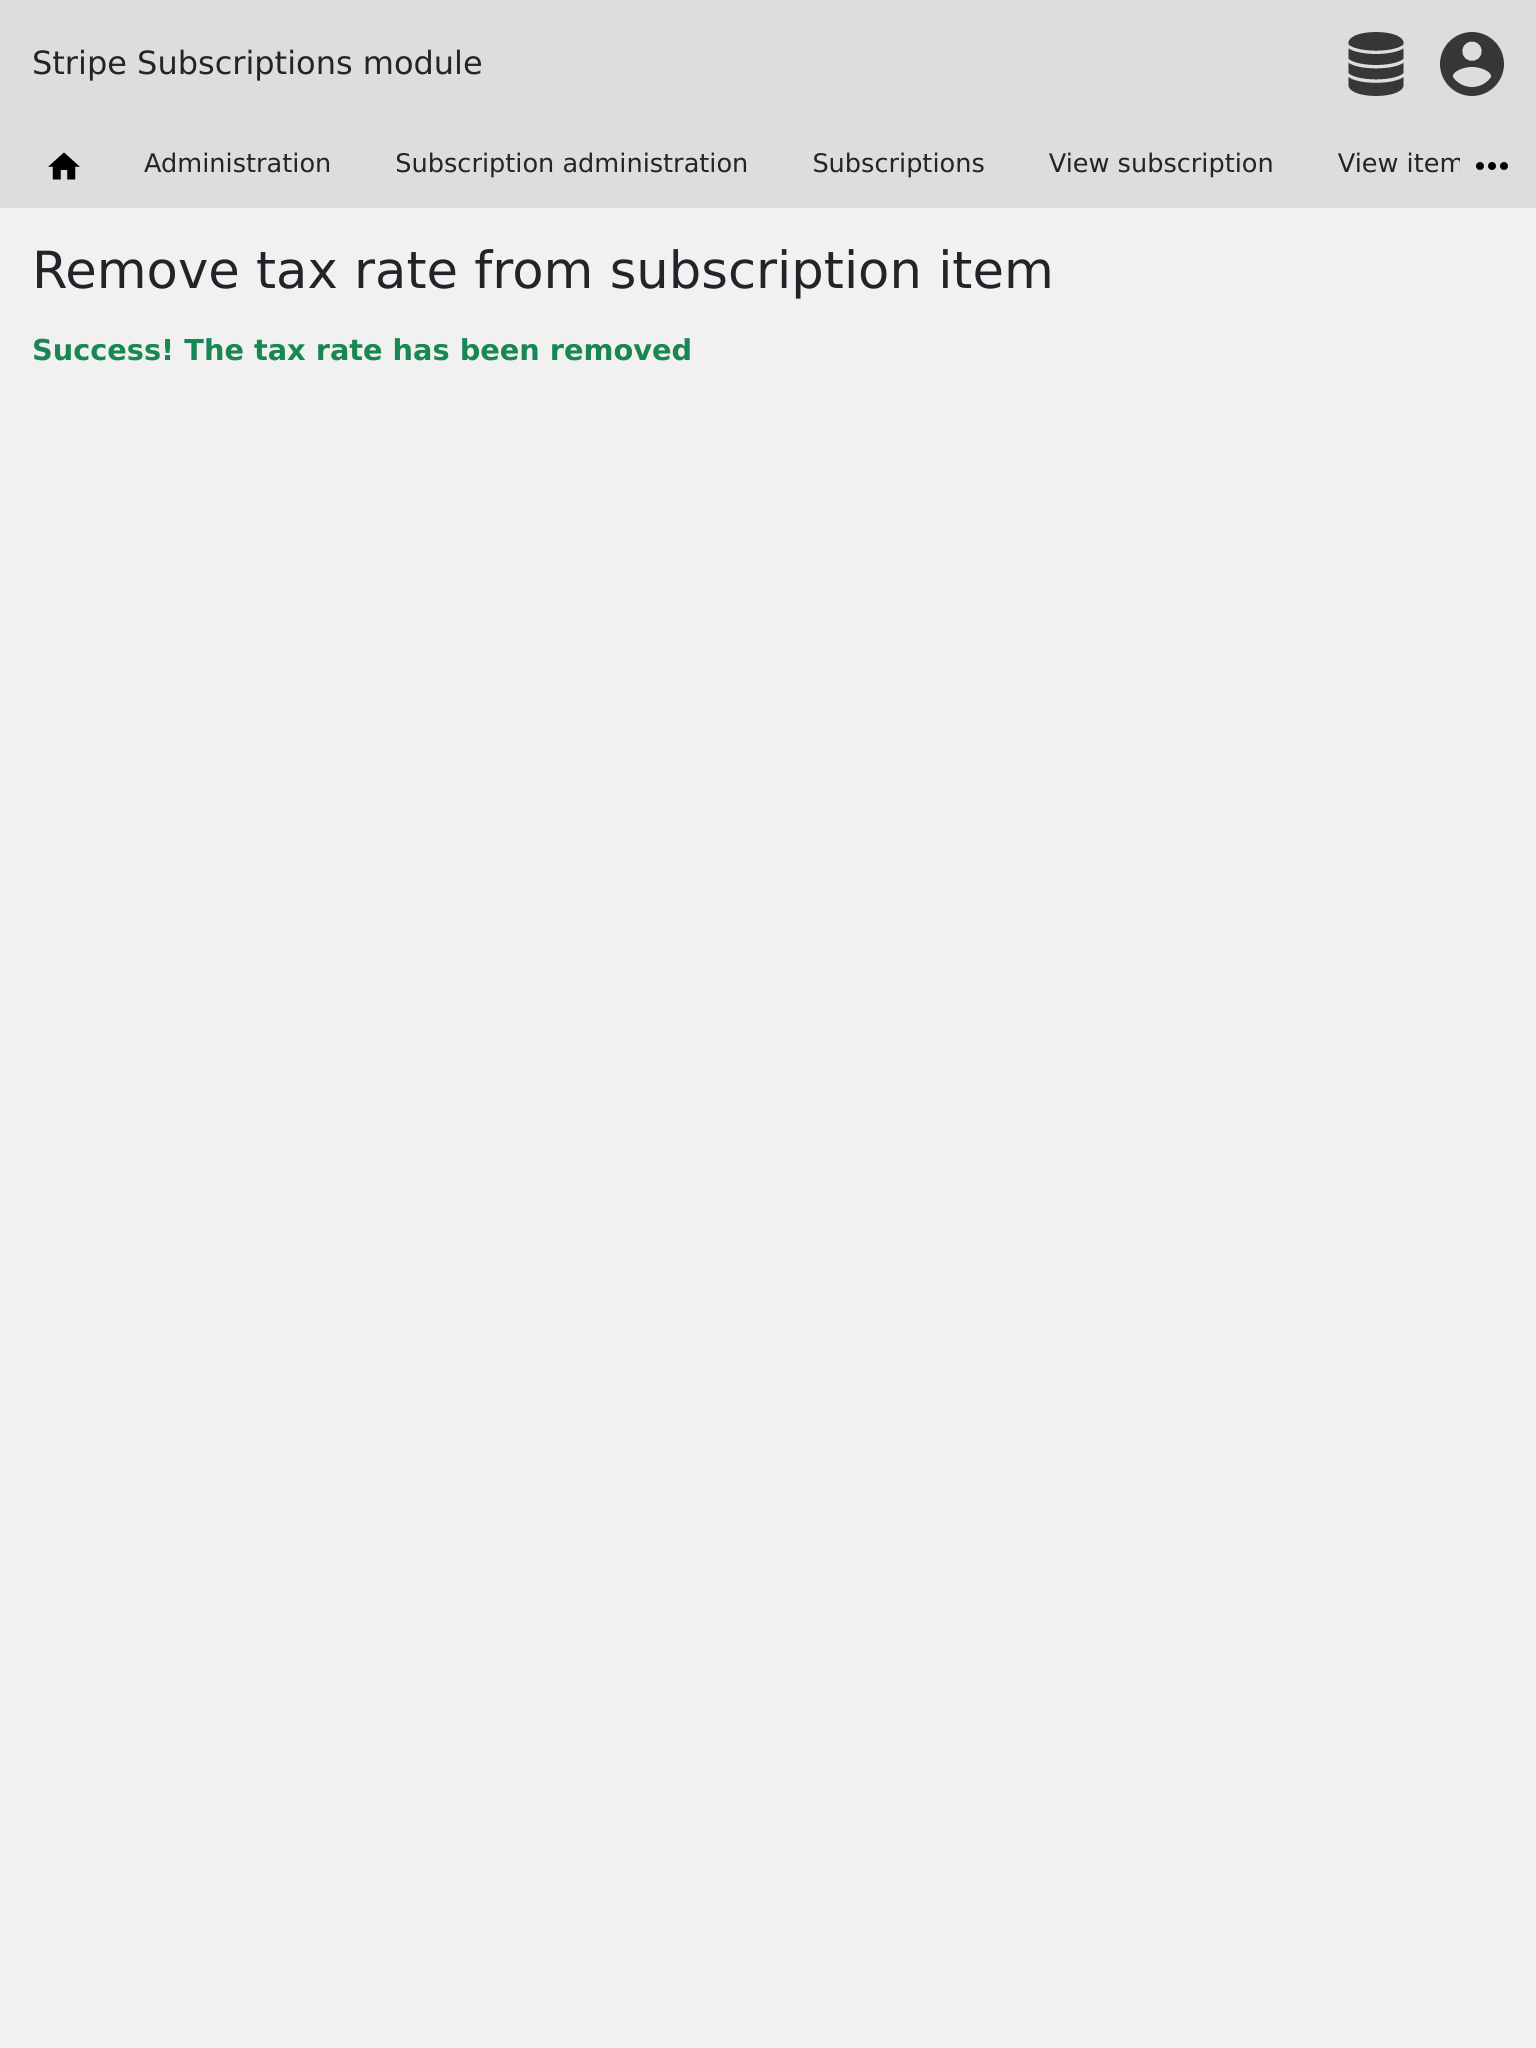 Stripe Subscriptions module
Administration Subscription administration Subscriptions View subscription View item
Remove tax rate from subscription item
Success! The tax rate has been removed